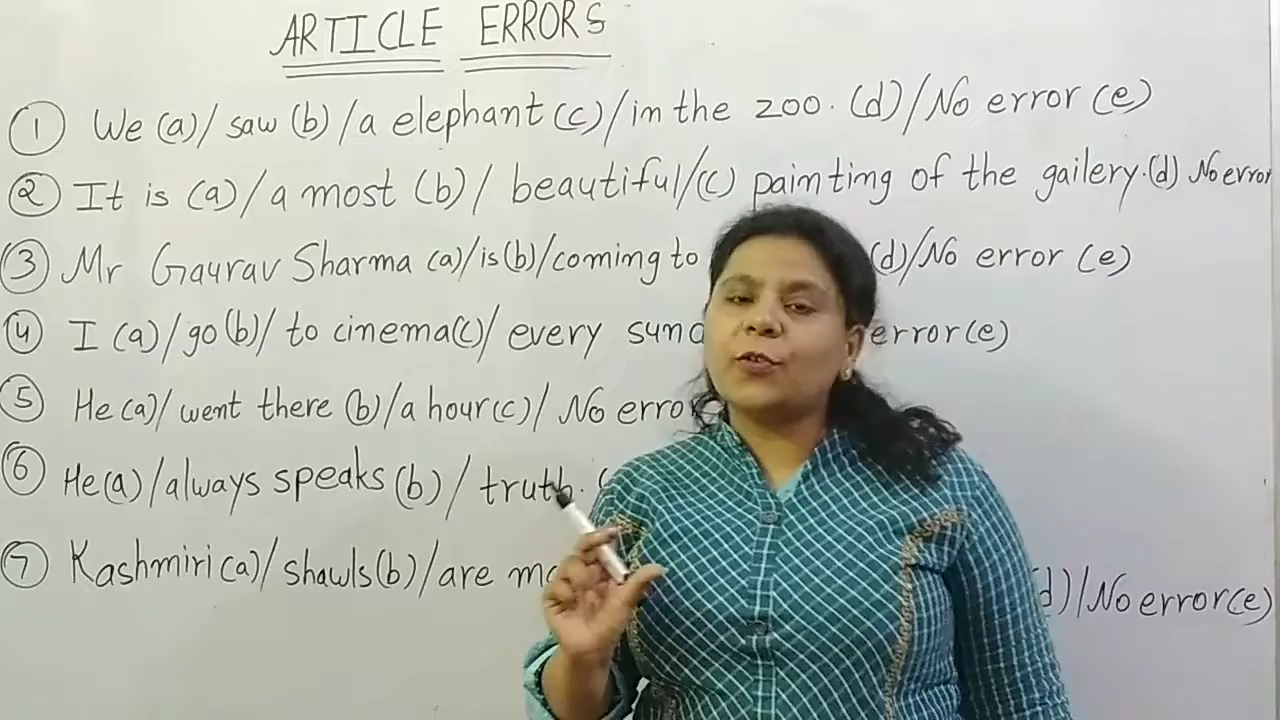 ARTICLE ERRORS
① We (a)/ saw (b) /a elephant (c)/in the zoo. (d)/No error (e)
② It is (a)/a most (b)/ beautiful/(c) painting of the gailery.(d) No error
③ Mr Gaurav Sharma (a)/is(b)/coming to (d)/No error (e)
④ I (a)/go(b)/ to cinema(c)/ every error(e)
⑤ He (a)/ went there (b)/a hour(c)/ No
⑥ He(a)/always speaks (b) / truth.
⑦ Kashmiri(a)/ shawls(b)/are d)/No error(e)